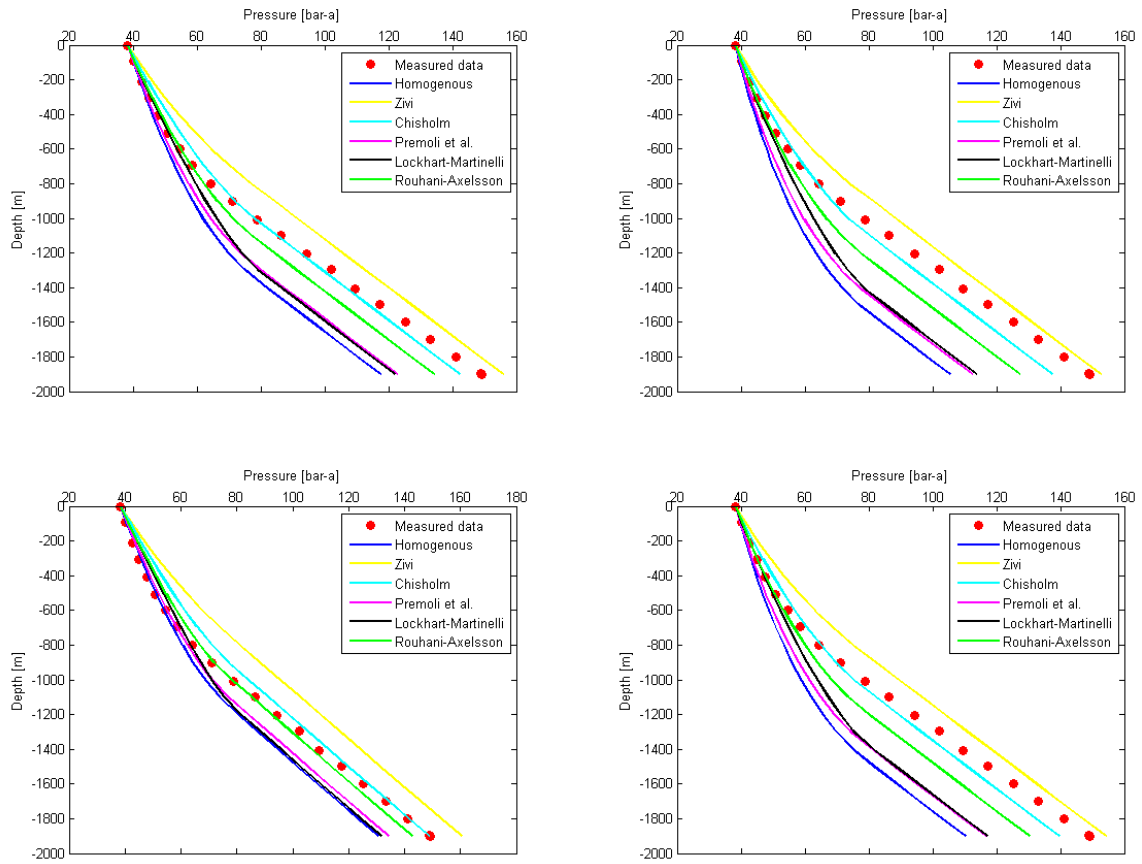 Pressure [bar-a]
20 40 60 80 100 120 140 160
0
-200
-400
-600
-800
-1000
-1200
-1400
-1600
-1800
-2000
Depth [m]
Measured data
Homogenous
Zivi
Chisholm
Premoli et al.
Lockhart-Martinelli
Rouhani-Axelsson
Pressure [bar-a]
20 40 60 80 100 120 140 160
0
-200
-400
-600
-800
-1000
-1200
-1400
-1600
-1800
-2000
Depth [m]
Measured data
Homogenous
Zivi
Chisholm
Premoli et al.
Lockhart-Martinelli
Rouhani-Axelsson
Pressure [bar-a]
20 40 60 80 100 120 140 160 180
0
-200
-400
-600
-800
-1000
-1200
-1400
-1600
-1800
-2000
Depth [m]
Measured data
Homogenous
Zivi
Chisholm
Premoli et al.
Lockhart-Martinelli
Rouhani-Axelsson
Pressure [bar-a]
20 40 60 80 100 120 140 160
0
-200
-400
-600
-800
-1000
-1200
-1400
-1600
-1800
-2000
Depth [m]
Measured data
Homogenous
Zivi
Chisholm
Premoli et al.
Lockhart-Martinelli
Rouhani-Axelsson